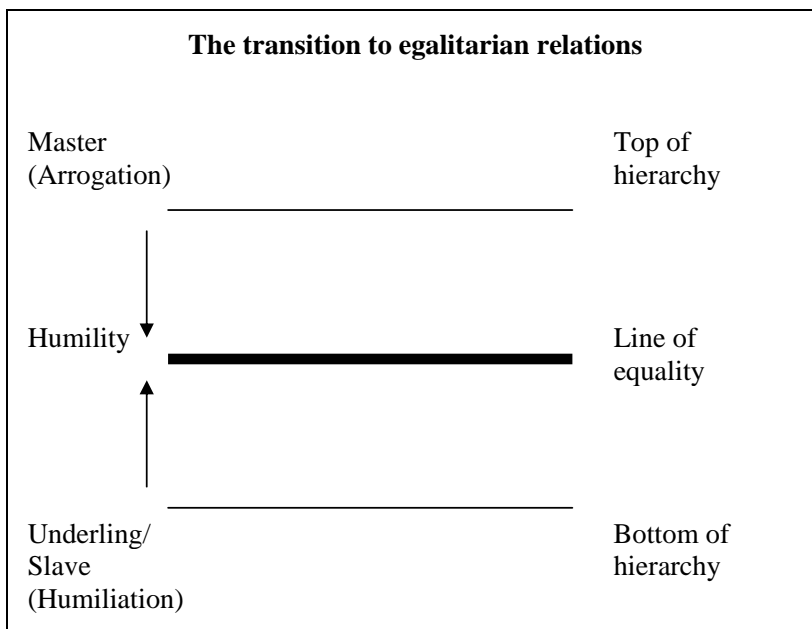 The transition to egalitarian relations
Master
(Arrogation)
Top of
hierarchy
Humility
Line of
equality
Underling/
Slave
(Humiliation)
Bottom of
hierarchy